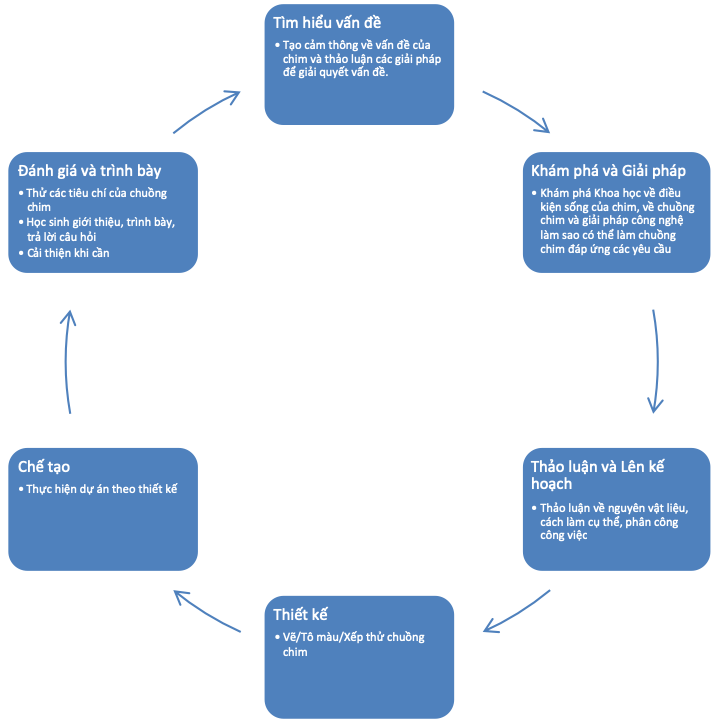 Tìm hiểu vấn đề
• Tạo cảm thông về vấn đề của
chim và thảo luận các giải pháp
để giải quyết vấn đề.
Khám phá và Giải pháp
• Khám phá Khoa học về điều
kiện sống của chim, về chuồng
chim và giải pháp công nghệ
làm sao có thể làm chuồng
chim đáp ứng các yêu cầu
Thảo luận và Lên kế
hoạch
• Thảo luận về nguyên vật liệu,
cách làm cụ thể, phân công
công việc
Thiết kế
• Vẽ/Tô màu/Xếp thử chuồng
chim
Chế tạo
• Thực hiện dự án theo thiết kế
Đánh giá và trình bày
• Thử các tiêu chí của chuồng
chim
• Học sinh giới thiệu, trình bày,
trả lời câu hỏi
• Cải thiện khi cần